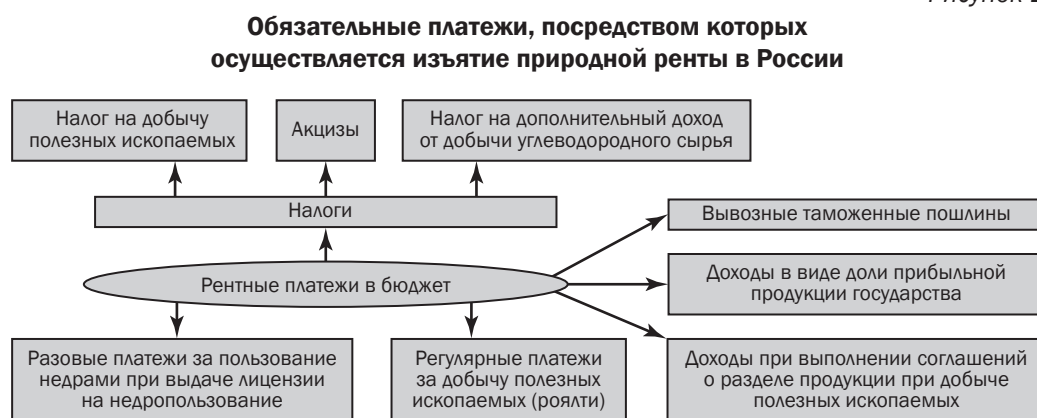 Рисунок
Обязательные платежи, посредством которых
осуществляется изъятие природной ренты в России
Налог на добычу
полезных ископаемых
Акцизы
Налог на дополнительный доход
от добычи углеводородного сырья
Налоги
Вывозные таможенные пошлины
Рентные платежи в бюджет
Доходы в виде доли прибыльной
продукции государства
Разовые платежи за пользование
недрами при выдаче лицензии
на недропользование
Регулярные платежи
за добычу полезных
ископаемых (роялти)
Доходы при выполнении соглашений
о разделе продукции при добыче
полезных ископаемых